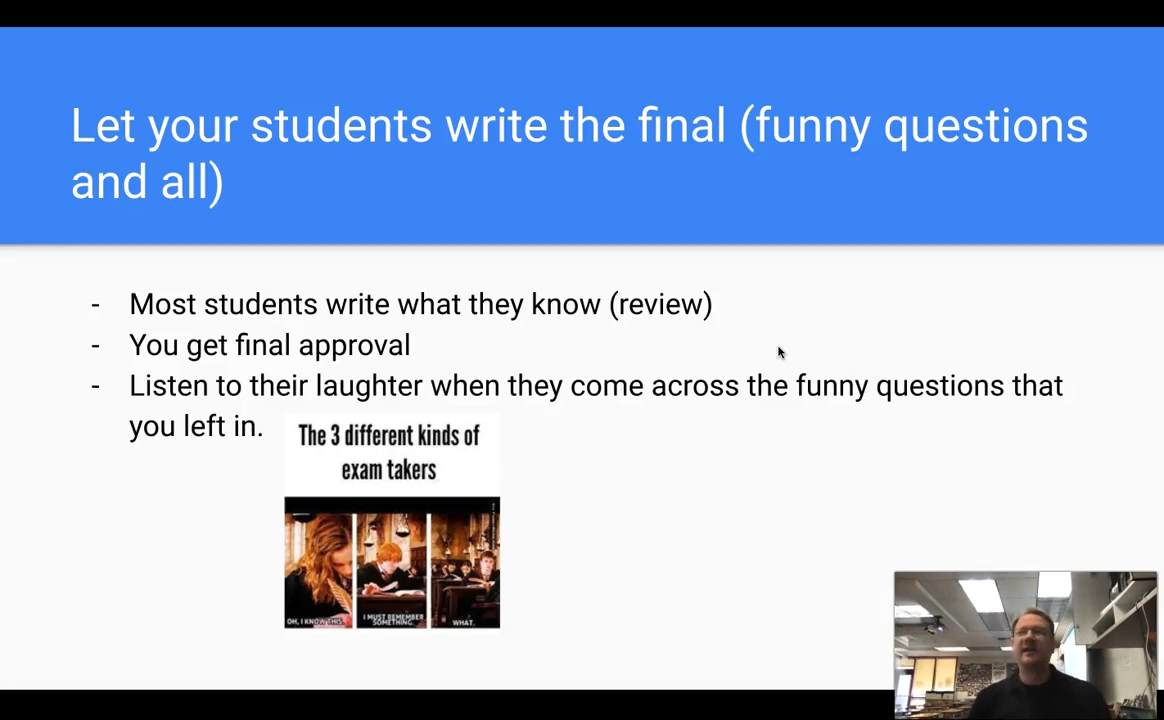 Let your students write the final (funny questions
and all)
- Most students write what they know (review)
- You get final approval
- Listen to their laughter when they come across the funny questions that
you left in.
The 3 different kinds of
exam takers
OH, I KNOW THIS.
I MUST REMEMBER
SOMETHING.
WHAT.